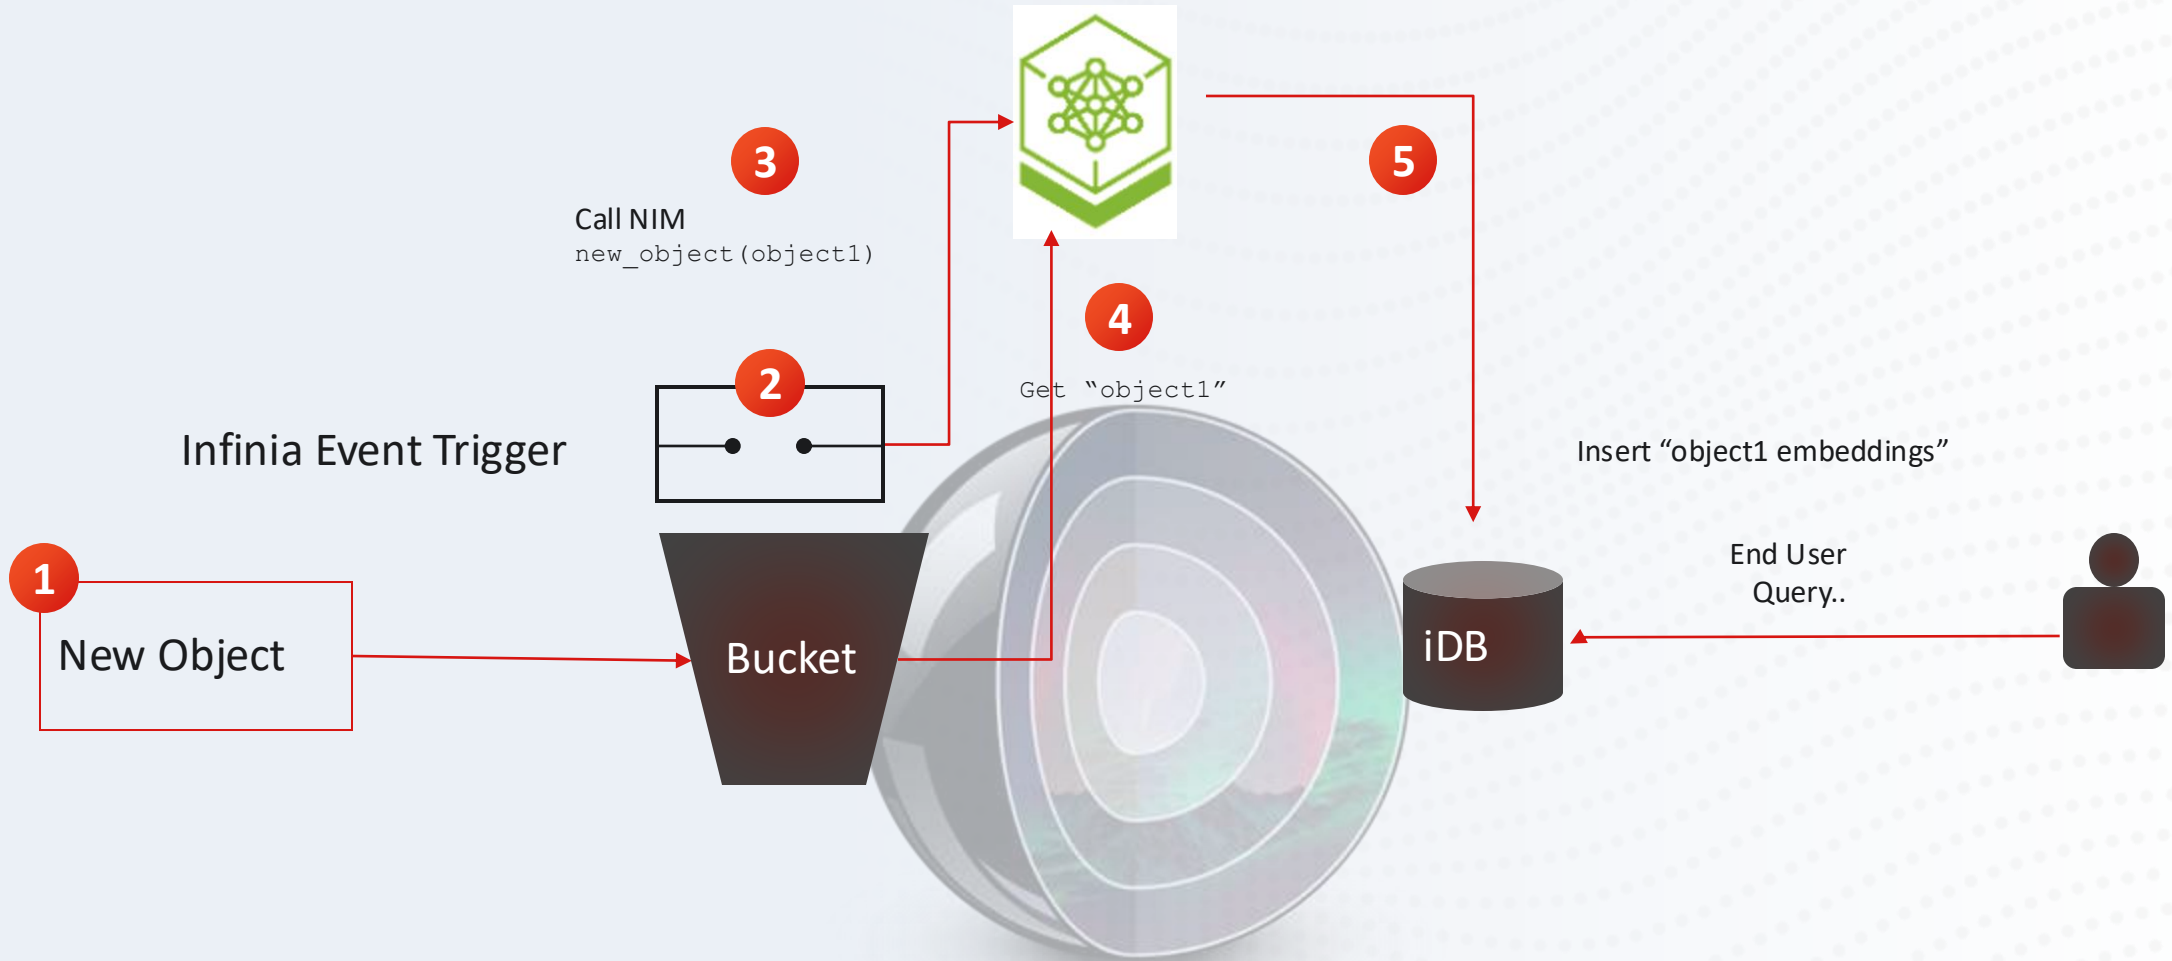 3
Call NIM
new_object(object1)
5
4
Get “object1”
2
Infinia Event Trigger
Insert “object1 embeddings”
1
New Object
Bucket
iDB
End User
Query..